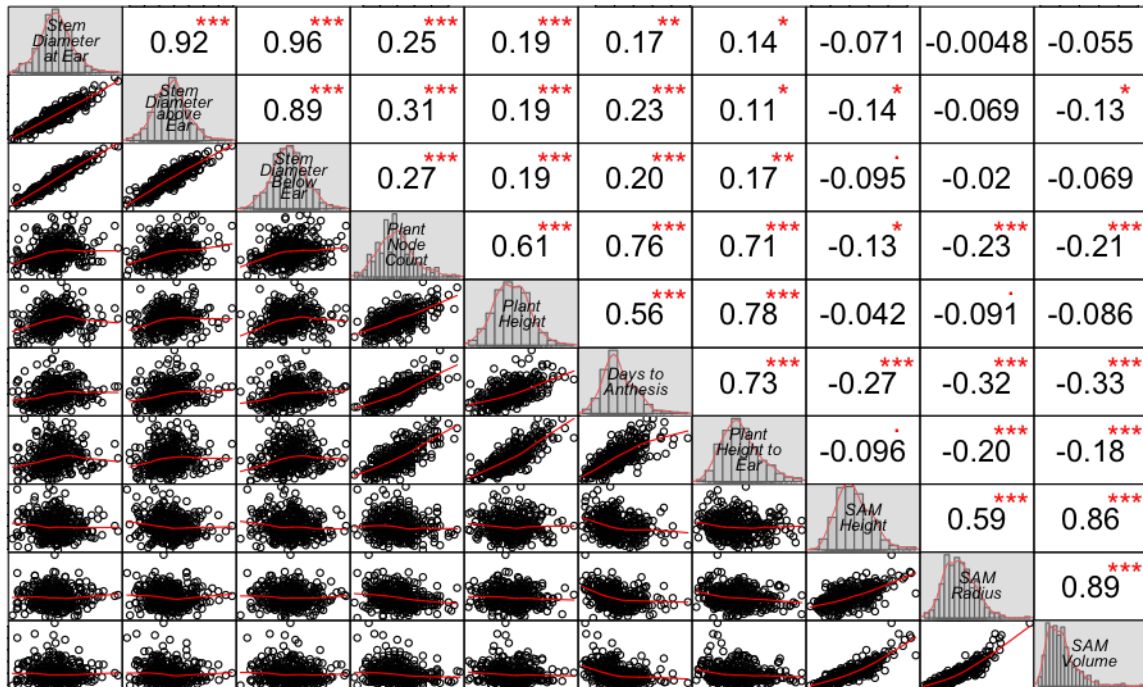 Stem
Diameter
at Ear
*** 0.92
*** 0.96
*** 0.25
*** 0.19
** 0.17
* 0.14
-0.071
-0.0048
-0.055
Stem
Diameter
above
Ear
*** 0.89
*** 0.31
*** 0.19
*** 0.23
* 0.11
* -0.14
-0.069
* -0.13
Stem
Diameter
Below
Ear
*** 0.27
*** 0.19
*** 0.20
** 0.17
. -0.095
-0.02
-0.069
Plant
Node
Count
*** 0.61
*** 0.76
*** 0.71
* -0.13
*** -0.23
*** -0.21
Plant
Height
*** 0.56
*** 0.78
-0.042
. -0.091
-0.086
Days to
Anthesis
*** 0.73
*** -0.27
*** -0.32
*** -0.33
Plant
Height to
Ear
. -0.096
*** -0.20
*** -0.18
SAM
Height
*** 0.59
*** 0.86
SAM
Radius
*** 0.89
SAM
Volume